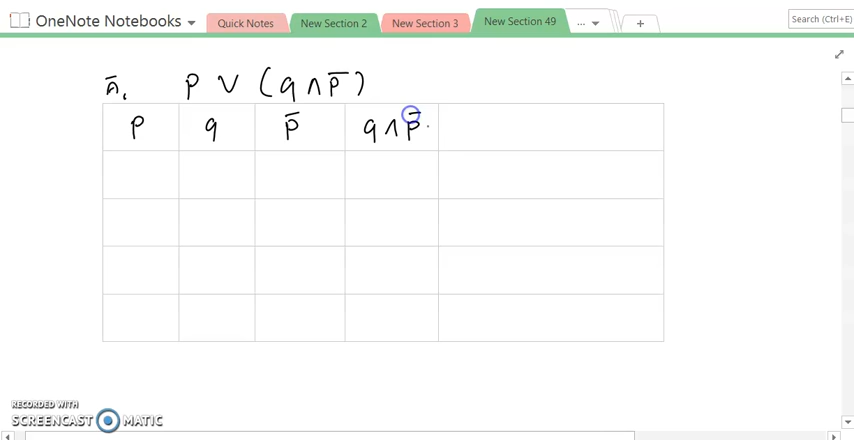 OneNote Notebooks
Quick Notes
New Section 2
New Section 3
New Section 49
...
+
Search (Ctrl+E)
p ∨ (q ∧ p̅)
p q p̅ q ∧ p̅
RECORDED WITH
SCREENCAST MATIC